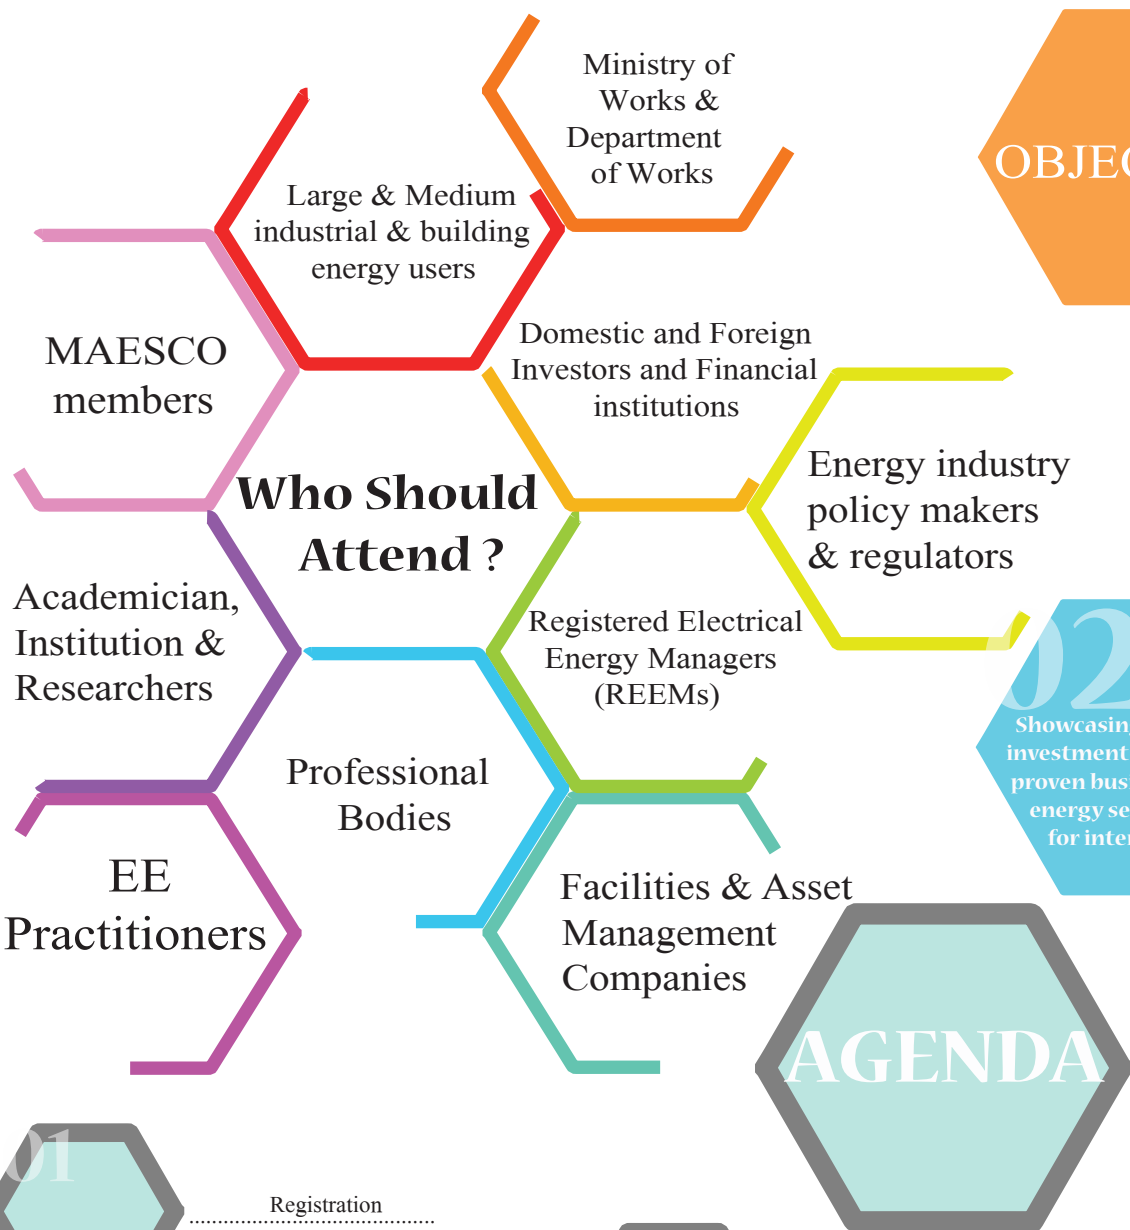 Ministry of
Works &
Department
of Works
OBJEC
Large & Medium
industrial & building
energy users
MAESCO
members
Domestic and Foreign
Investors and Financial
institutions
Energy industry
policy makers
& regulators
Who Should
Attend ?
Academician,
Institution &
Researchers
Registered Electrical
Energy Managers
(REEMs)
02
Showcasin
investment
proven bus
energy se
for inter
Professional
Bodies
EE
Practitioners
Facilities & Asset
Management
Companies
AGENDA
01
Registration